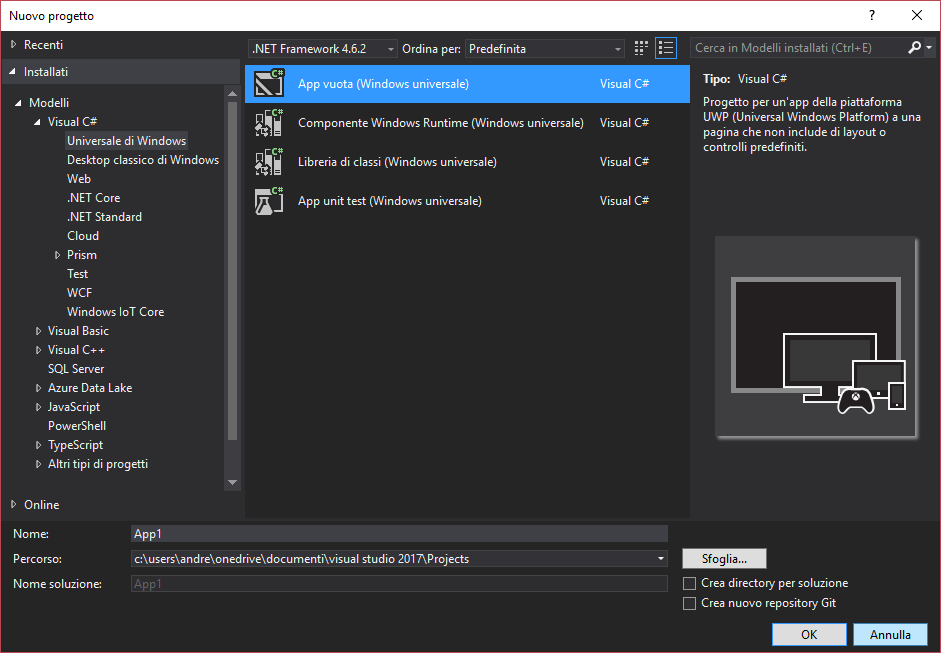 Nuovo progetto
?
Recenti
.NET Framework 4.6.2
Ordina per:
Predefinita
Cerca in Modelli installati (Ctrl+E)
Installati
Modelli
Visual C#
Universale di Windows
Desktop classico di Windows
Web
.NET Core
.NET Standard
Cloud
Prism
Test
WCF
Windows IoT Core
Visual Basic
Visual C++
SQL Server
Azure Data Lake
JavaScript
PowerShell
TypeScript
Altri tipi di progetti
Online
C# App vuota (Windows universale) Visual C#
C# Componente Windows Runtime (Windows universale) Visual C#
C# Libreria di classi (Windows universale) Visual C#
C# App unit test (Windows universale) Visual C#
Tipo: Visual C#
Progetto per un'app della piattaforma
UWP (Universal Windows Platform) a una
pagina che non include di layout o
controlli predefiniti.
Nome: App1
Percorso: c:\users\andre\onedrive\documenti\visual studio 2017\Projects
Sfoglia...
Nome soluzione: App1
Crea directory per soluzione
Crea nuovo repository Git
OK
Annulla